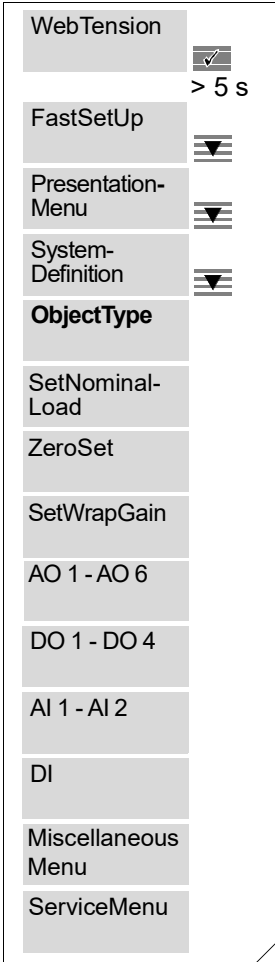 WebTension
> 5 s
FastSetUp
Presentation-
Menu
System-
Definition
ObjectType
SetNominal-
Load
ZeroSet
SetWrapGain
AO 1 - AO 6
DO 1 - DO 4
AI 1 - AI 2
DI
Miscellaneous
Menu
ServiceMenu